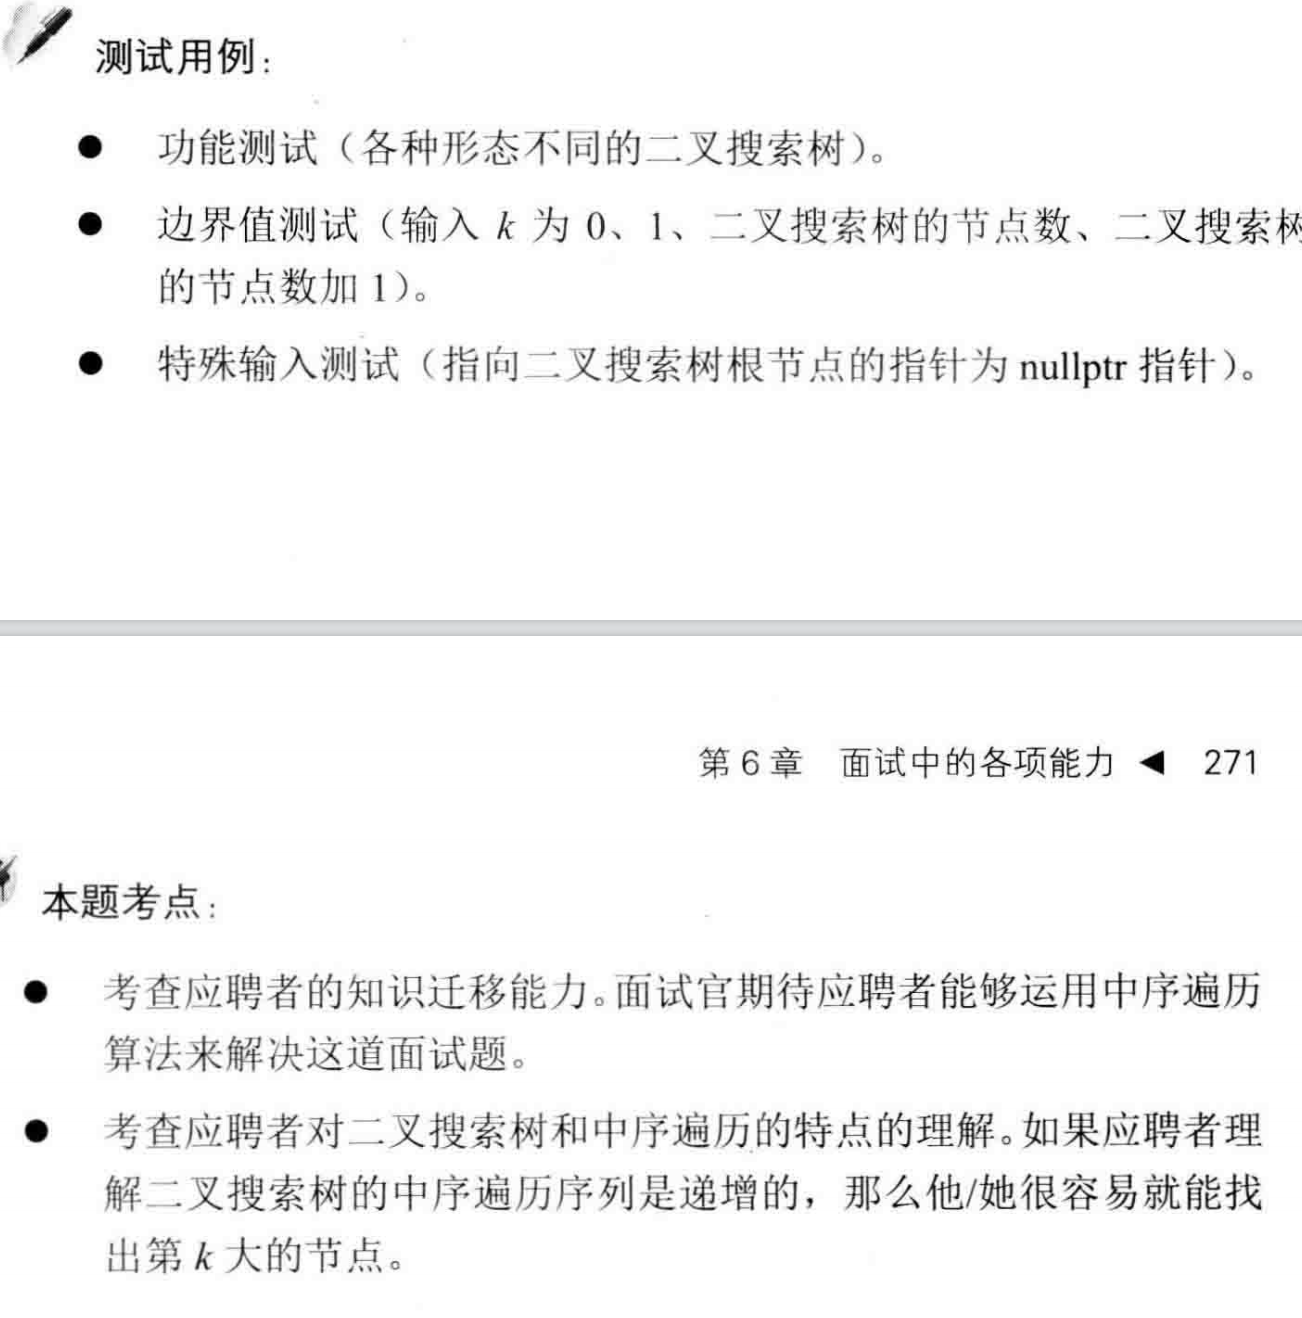 测试用例：
● 功能测试（各种形态不同的二叉搜索树）。
● 边界值测试（输入 k 为 0、1、二叉搜索树的节点数、二叉搜索树
的节点数加 1）。
● 特殊输入测试（指向二叉搜索树根节点的指针为 nullptr 指针）。
第 6 章 面试中的各项能力 ◀ 271
本题考点：
● 考查应聘者的知识迁移能力。面试官期待应聘者能够运用中序遍历
算法来解决这道面试题。
● 考查应聘者对二叉搜索树和中序遍历的特点的理解。如果应聘者理
解二叉搜索树的中序遍历序列是递增的，那么他/她很容易就能找
出第 k 大的节点。